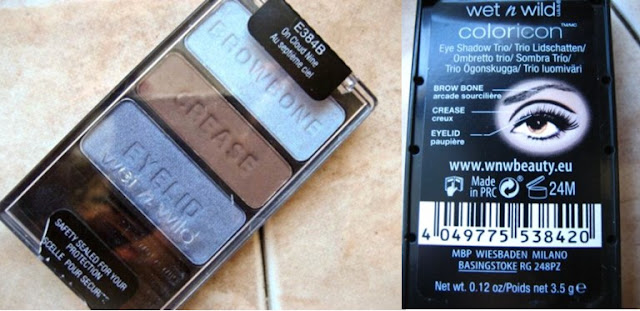 E384B
On Cloud Nine
Au septième ciel
BROWBONE
CREASE
EYELID
wet n wild
SAFETY SEALED FOR YOUR
PROTECTION
SCELLÉ POUR
wet n wild
coloricon
Eye Shadow Trio/ Trio Lidschatten/
Ombretto trio/ Sombra Trío/
Trio Ögonskugga/ Trio luomiväri
BROW BONE
arcade sourcilière
CREASE
creux
EYELID
paupière
www.wnwbeauty.eu
Made in PRC
24M
4 049775 538420
MBP WIESBADEN MILANO
BASINGSTOKE RG 248PZ
Net wt. 0.12 oz/Poids net 3.5 g